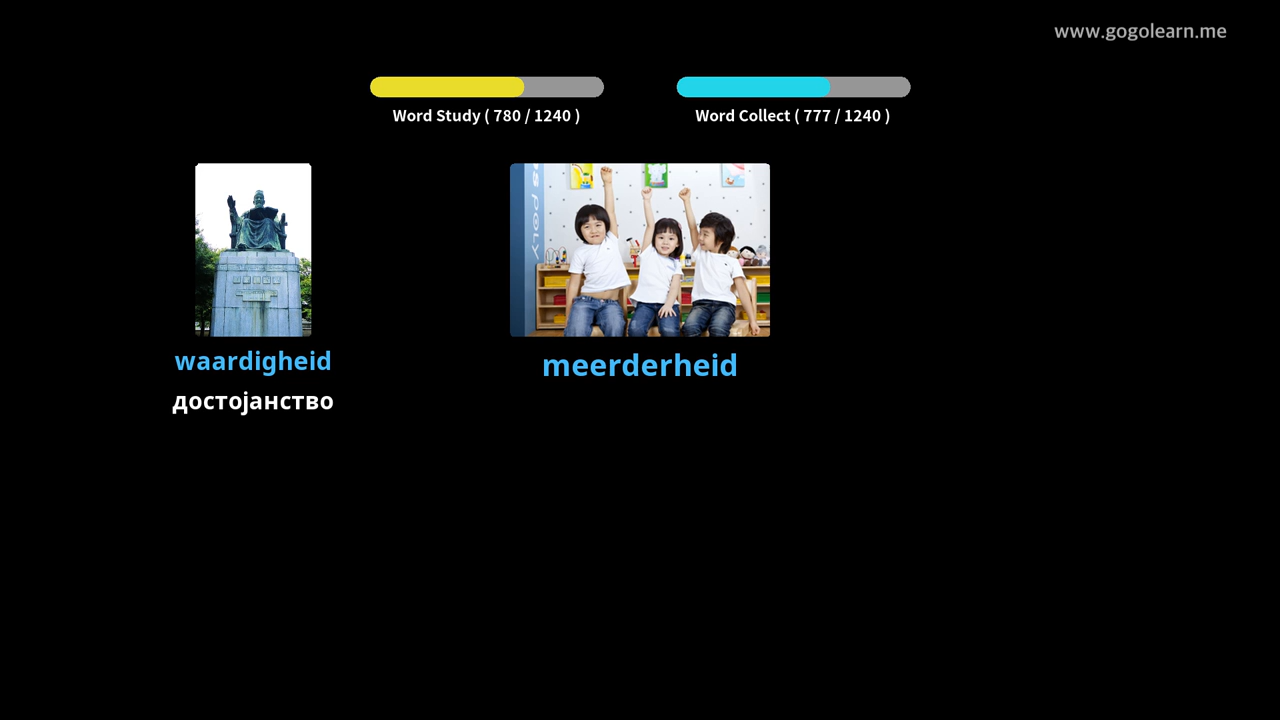 www.gogolearn.me
Word Study ( 780 / 1240 )
Word Collect ( 777 / 1240 )
waardigheid
достојанство
meerderheid